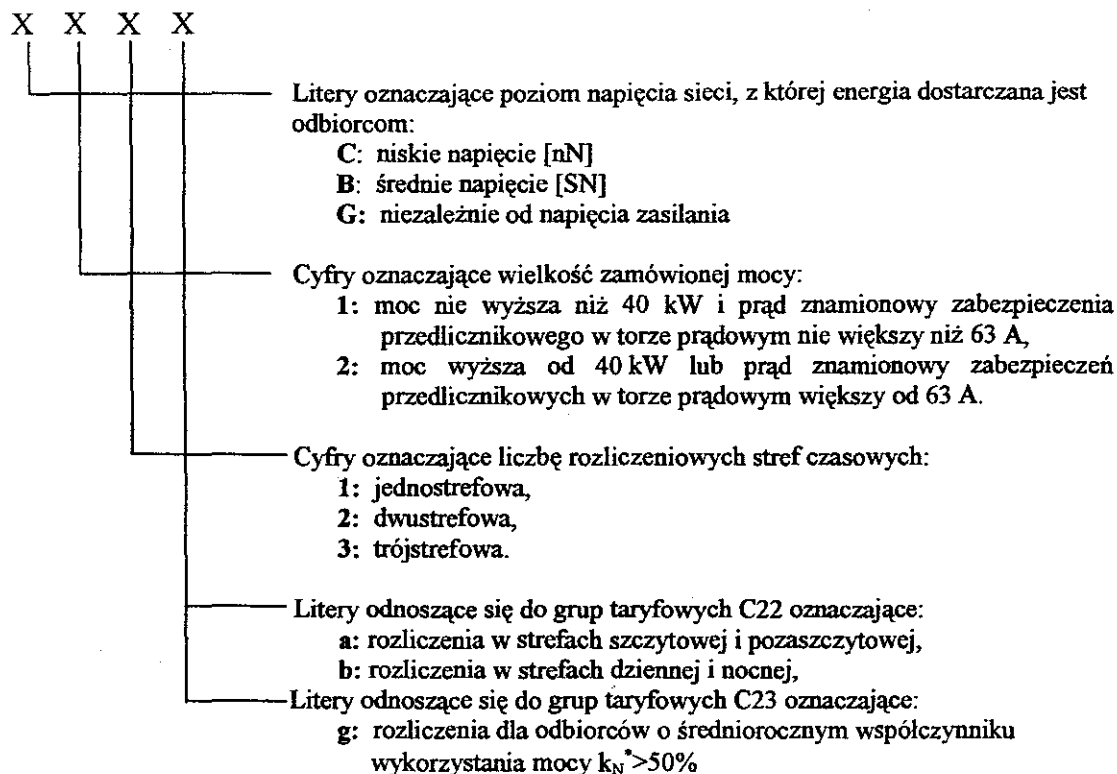 X X X X
Litery oznaczające poziom napięcia sieci, z której energia dostarczana jest
odbiorcom:
C: niskie napięcie [nN]
B: średnie napięcie [SN]
G: niezależnie od napięcia zasilania
Cyfry oznaczające wielkość zamówionej mocy:
1: moc nie wyższa niż 40 kW i prąd znamionowy zabezpieczenia
przedlicznikowego w torze prądowym nie większy niż 63 A,
2: moc wyższa od 40 kW lub prąd znamionowy zabezpieczeń
przedlicznikowych w torze prądowym większy od 63 A.
Cyfry oznaczające liczbę rozliczeniowych stref czasowych:
1: jednostrefowa,
2: dwustrefowa,
3: trójstrefowa.
Litery odnoszące się do grup taryfowych C22 oznaczające:
a: rozliczenia w strefach szczytowej i pozaszczytowej,
b: rozliczenia w strefach dziennej i nocnej,
Litery odnoszące się do grup taryfowych C23 oznaczające:
g: rozliczenia dla odbiorców o średniorocznym współczynniku
wykorzystania mocy kN*>50%